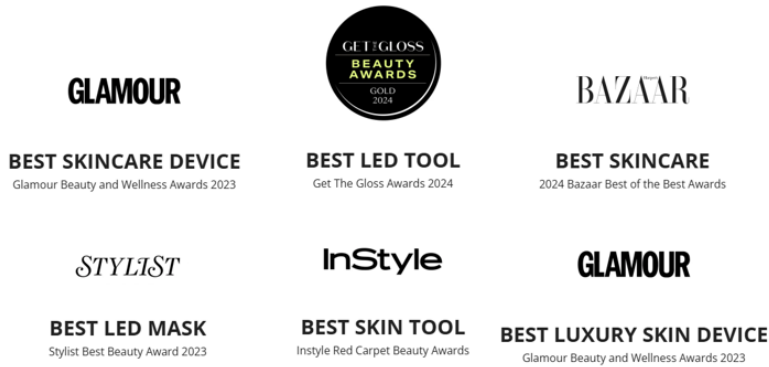 GLAMOUR
BEST SKINCARE DEVICE
Glamour Beauty and Wellness Awards 2023
GET THE GLOSS
BEAUTY
AWARDS
GOLD
2024
BEST LED TOOL
Get The Gloss Awards 2024
Harper's
BAZAAR
BEST SKINCARE
2024 Bazaar Best of the Best Awards
STYLIST
BEST LED MASK
Stylist Best Beauty Award 2023
InStyle
BEST SKIN TOOL
Instyle Red Carpet Beauty Awards
GLAMOUR
BEST LUXURY SKIN DEVICE
Glamour Beauty and Wellness Awards 2023